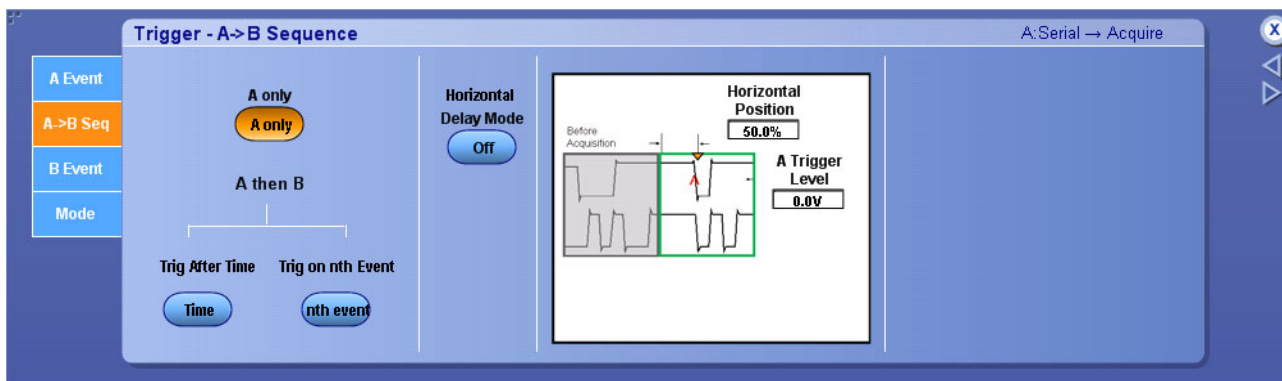 Trigger - A->B Sequence
A:Serial → Acquire
X
A Event
A->B Seq
B Event
Mode
A only
A only
A then B
Trig After Time
Time
Trig on nth Event
nth event
Horizontal
Delay Mode
Off
Before
Acquisition
Horizontal
Position
50.0%
A
A Trigger
Level
0.0V